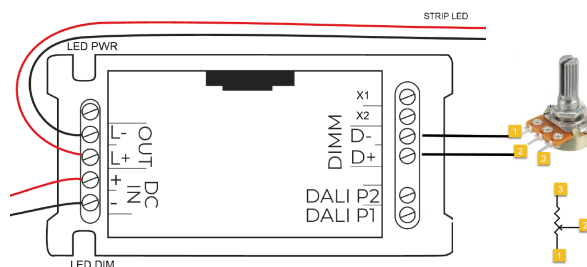 STRIP LED
LED PWR
L-
L+
OUT
+
-
DC
IN
X1
X2
D-
D+
DIMM
DALI P2
DALI P1
LED DIM
1
2
3
3
2
1